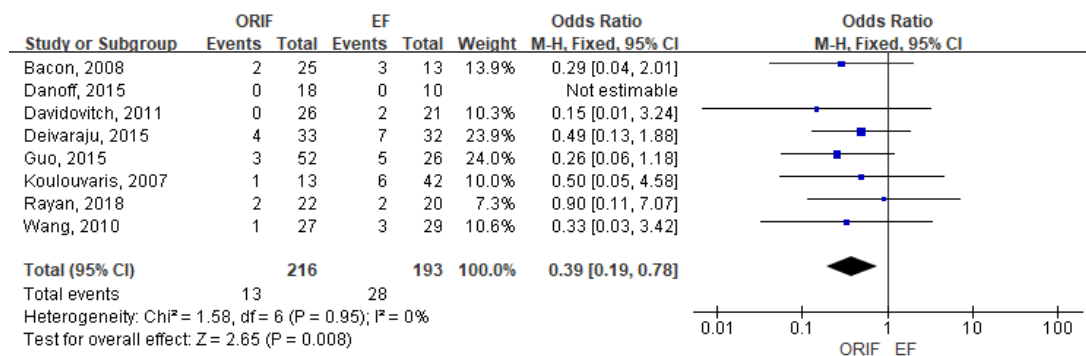 ORIF EF Odds Ratio Odds Ratio
Study or Subgroup Events Total Events Total Weight M-H, Fixed, 95% CI M-H, Fixed, 95% CI
Bacon, 2008 2 25 3 13 13.9% 0.29 [0.04, 2.01]
Danoff, 2015 0 18 0 10 Not estimable
Davidovitch, 2011 0 26 2 21 10.3% 0.15 [0.01, 3.24]
Deivaraju, 2015 4 33 7 32 23.9% 0.49 [0.13, 1.88]
Guo, 2015 3 52 5 26 24.0% 0.26 [0.06, 1.18]
Koulouvaris, 2007 1 13 6 42 10.0% 0.50 [0.05, 4.58]
Rayan, 2018 2 22 2 20 7.3% 0.90 [0.11, 7.07]
Wang, 2010 1 27 3 29 10.6% 0.33 [0.03, 3.42]
Total (95% CI) 216 193 100.0% 0.39 [0.19, 0.78]
Total events 13 28
Heterogeneity: Chi² = 1.58, df = 6 (P = 0.95); I² = 0%
Test for overall effect: Z = 2.65 (P = 0.008)
0.01 0.1 1 10 100
ORIF EF